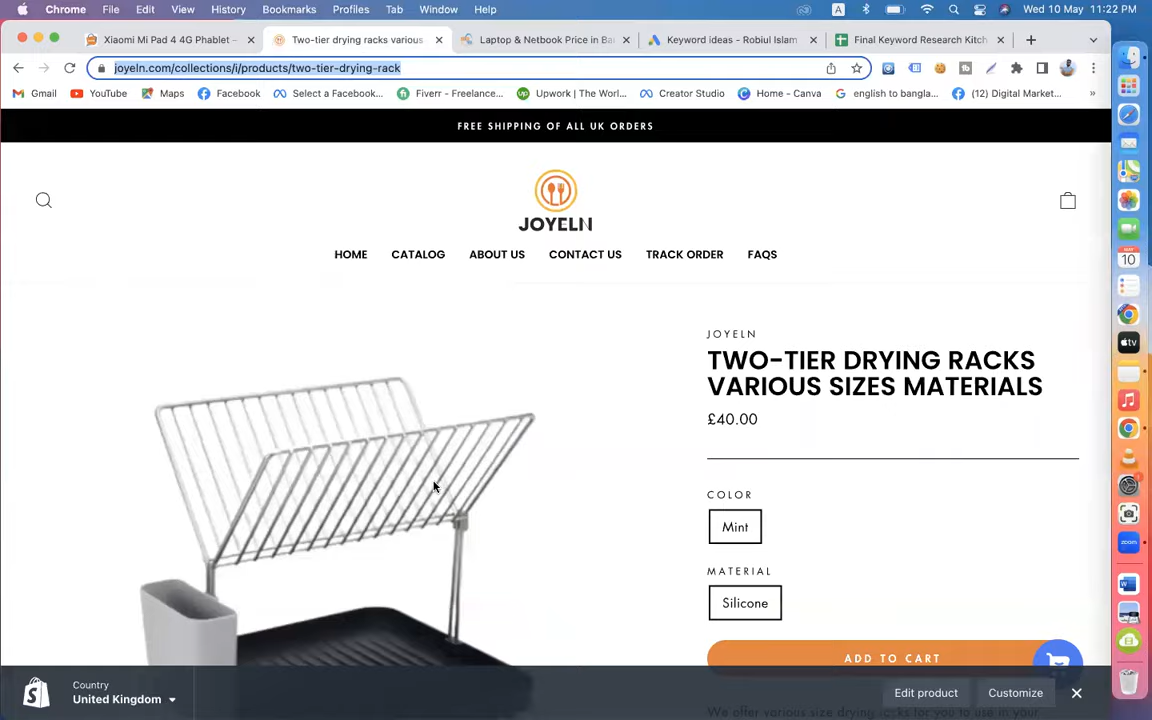 Chrome File Edit View History Bookmarks Profiles Tab Window Help
A
Wed 10 May 11:22 PM
Xiaomi Mi Pad 4 4G Phablet -
Two-tier drying racks various
Laptop & Netbook Price in Ba
Keyword ideas - Robiul Islam
Final Keyword Research Kitch
joyeln.com/collections/i/products/two-tier-drying-rack
Gmail YouTube Maps Facebook Select a Facebook... Fiverr - Freelance... Upwork | The Worl... Creator Studio Home - Canva english to bangla... (12) Digital Market... »
FREE SHIPPING OF ALL UK ORDERS
JOYELN
HOME CATALOG ABOUT US CONTACT US TRACK ORDER FAQS
JOYELN
TWO-TIER DRYING RACKS
VARIOUS SIZES MATERIALS
£40.00
COLOR
Mint
MATERIAL
Silicone
ADD TO CART
We offer various size drying racks for you to use in your
Country
United Kingdom
Edit product
Customize
MAY
10
tv
zoom
W